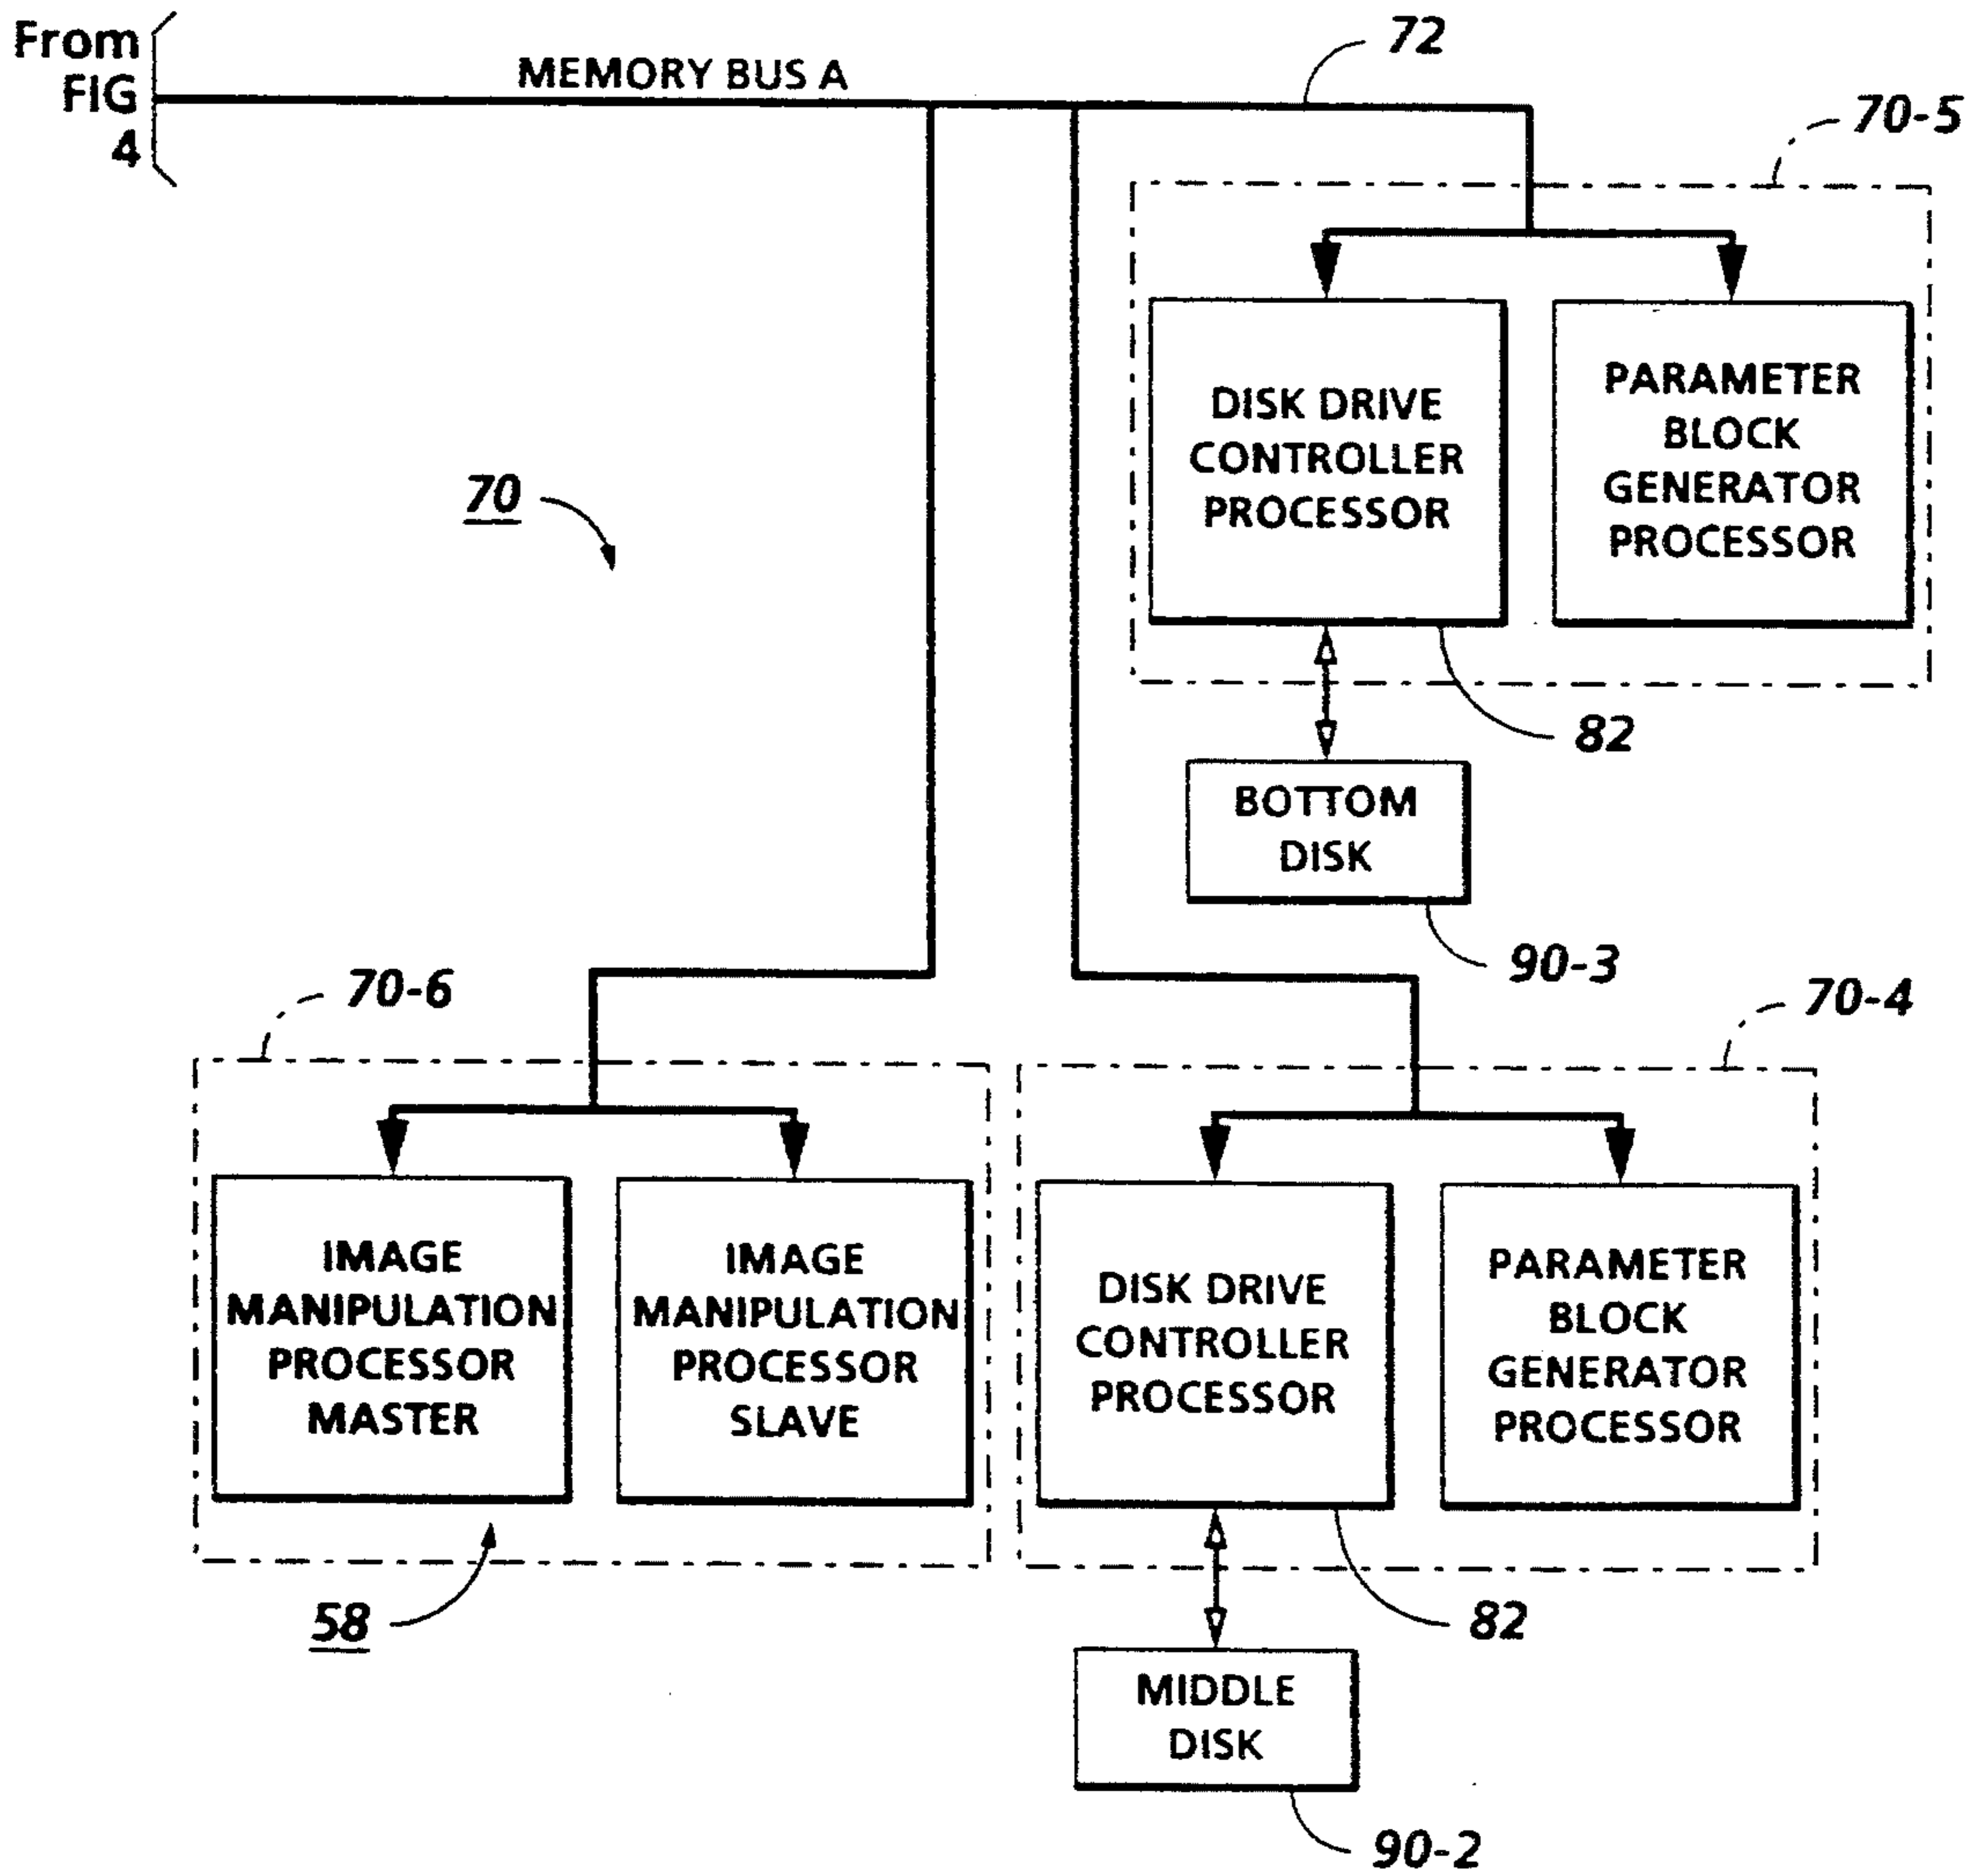 From
FIG
4
MEMORY BUS A
72
70-5
DISK DRIVE
CONTROLLER
PROCESSOR
PARAMETER
BLOCK
GENERATOR
PROCESSOR
70
82
BOTTOM
DISK
90-3
70-6
70-4
IMAGE
MANIPULATION
PROCESSOR
MASTER
IMAGE
MANIPULATION
PROCESSOR
SLAVE
DISK DRIVE
CONTROLLER
PROCESSOR
PARAMETER
BLOCK
GENERATOR
PROCESSOR
58
82
MIDDLE
DISK
90-2